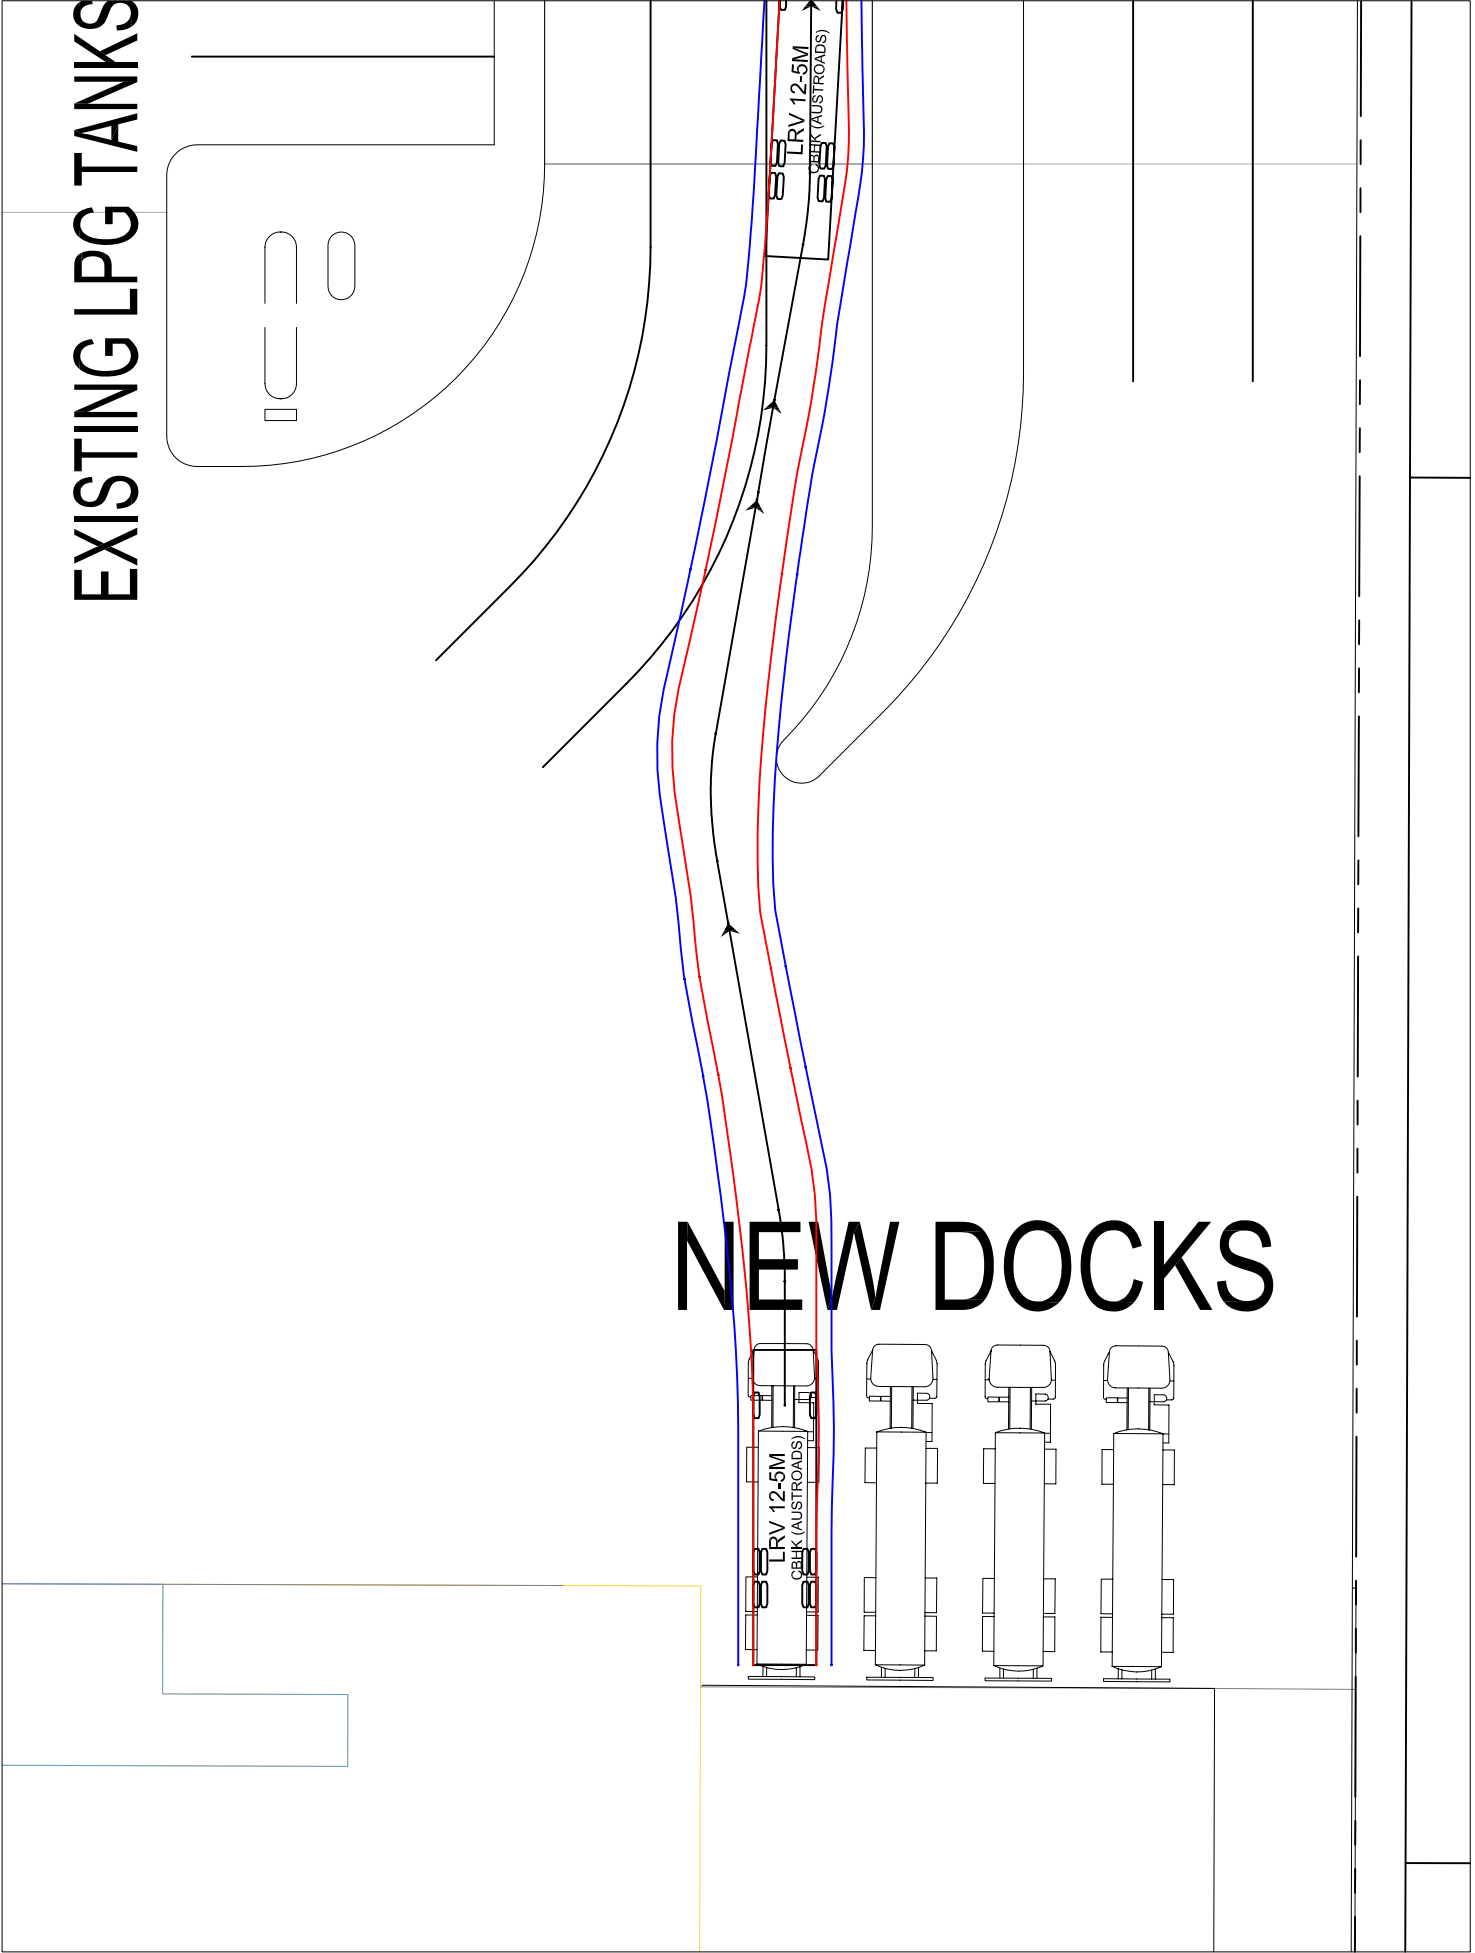 EXISTING LPG TANKS
LRV 12-5M
CBHK (AUSTROADS)
NEW DOCKS
LRV 12-5M
CBHK (AUSTROADS)